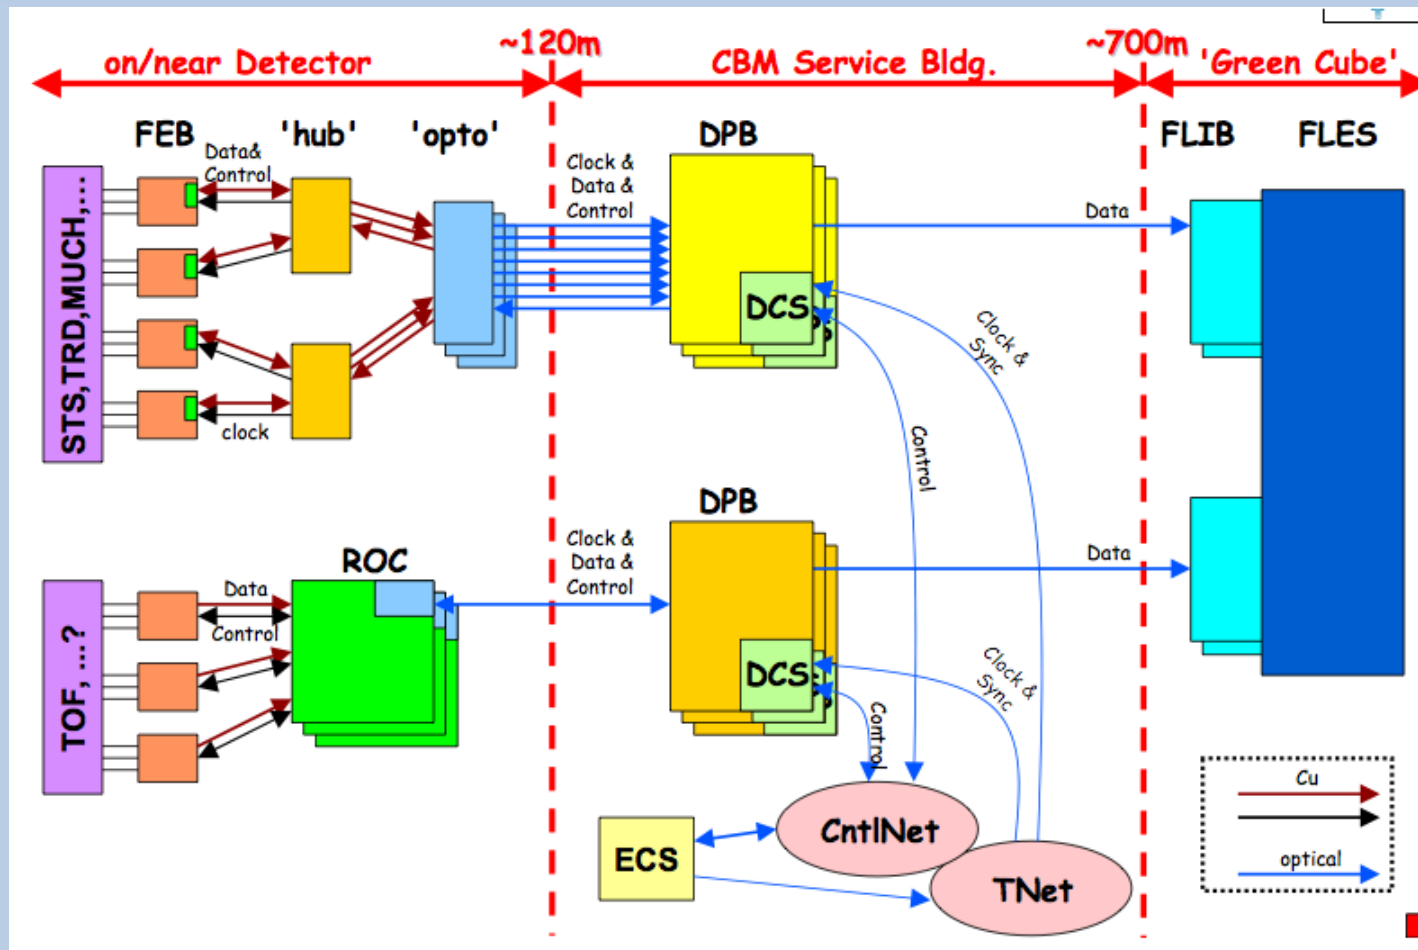 ~120m
~700m
on/near Detector
CBM Service Bldg.
'Green Cube'
FEB
'hub'
'opto'
DPB
FLIB
FLES
Data&
Control
Clock &
Data &
Control
Data
STS,TRD,MUCH,...
DCS
clock
Clock &
Sync
Control
DPB
ROC
Clock &
Data &
Control
Data
Data
Control
TOF, ...?
DCS
Clock &
Sync
Control
Cu
optical
CntlNet
ECS
TNet